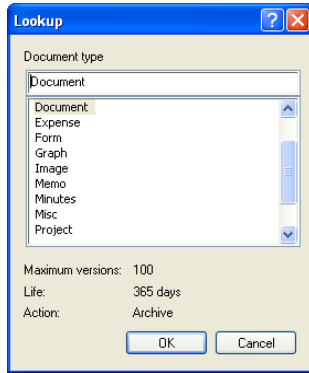 Lookup
Document type
Document
Document
Expense
Form
Graph
Image
Memo
Minutes
Misc
Project
Maximum versions: 100
Life: 365 days
Action: Archive
OK Cancel